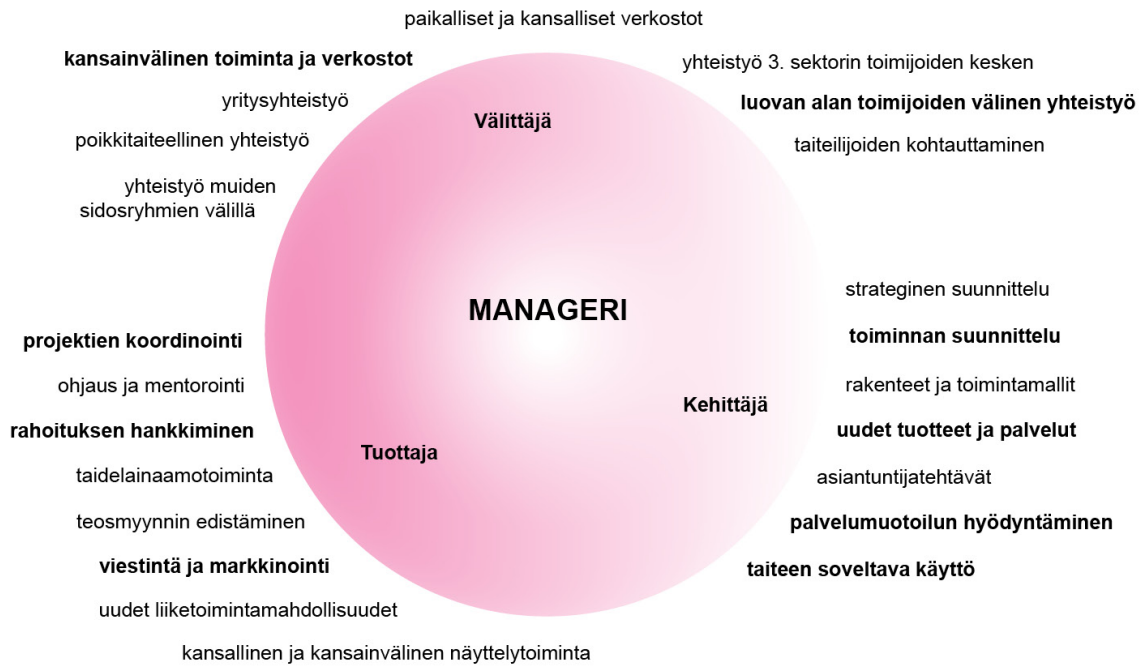 paikalliset ja kansalliset verkostot
kansainvälinen toiminta ja verkostot
yritysyhteistyö
poikkitaiteellinen yhteistyö
yhteistyö muiden
sidosryhmien välillä
yhteistyö 3. sektorin toimijoiden kesken
luovan alan toimijoiden välinen yhteistyö
taiteilijoiden kohtauttaminen
Välittäjä
MANAGERI
Kehittäjä
Tuottaja
strateginen suunnittelu
toiminnan suunnittelu
rakenteet ja toimintamallit
uudet tuotteet ja palvelut
asiantuntijatehtävät
palvelumuotoilun hyödyntäminen
taiteen soveltava käyttö
projektien koordinointi
ohjaus ja mentorointi
rahoituksen hankkiminen
taidelainaamotoiminta
teosmyynnin edistäminen
viestintä ja markkinointi
uudet liiketoimintamahdollisuudet
kansallinen ja kansainvälinen näyttelytoiminta